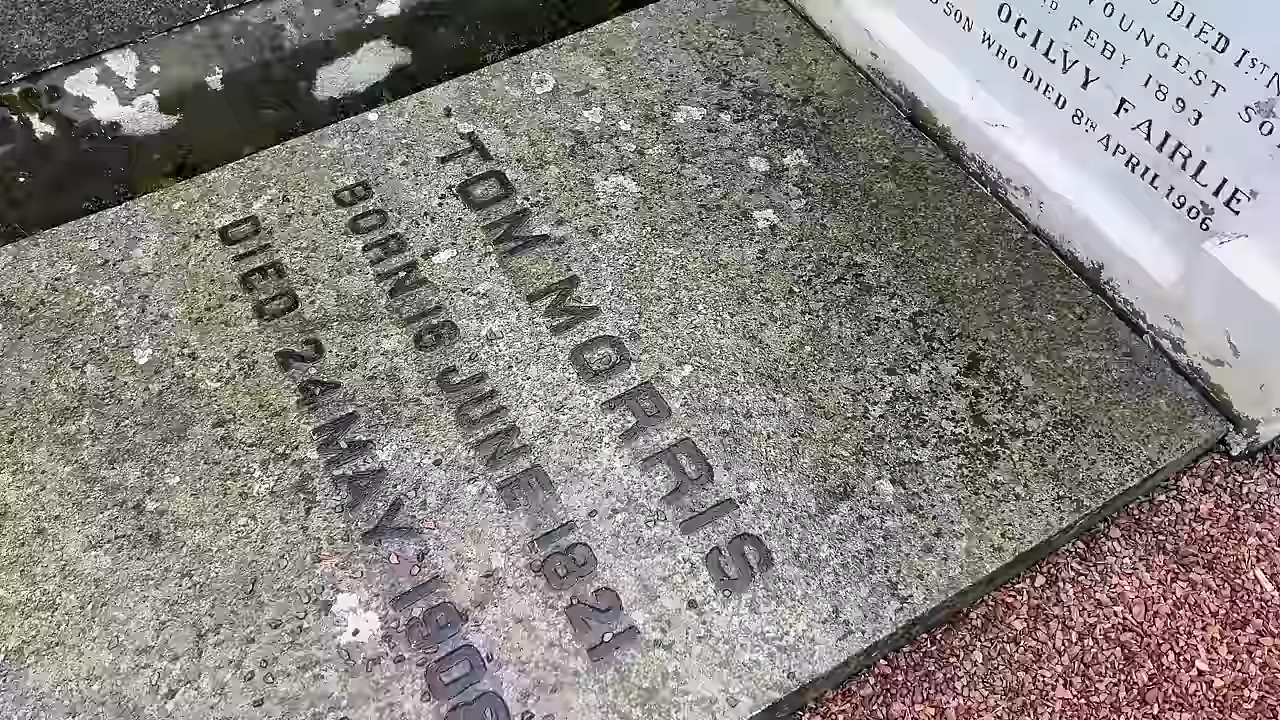 TOM MORRIS
BORN 16 JUNE 1821
DIED 24 MAY 1908
DIED 1ST
YOUNGEST SO
FEBY 1893
OGILVY FAIRLIE
SON WHO DIED 8TH APRIL 1906